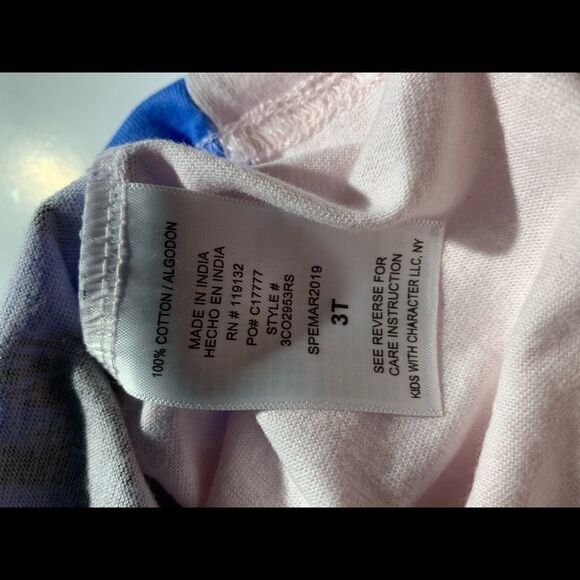 100% COTTON / ALGODON
MADE IN INDIA
HECHO EN INDIA
RN # 119132
PO# C17777
STYLE #
3CO2953RS
SPEMAR2019
3T
SEE REVERSE FOR
CARE INSTRUCTION
KIDS WITH CHARACTER LLC, NY